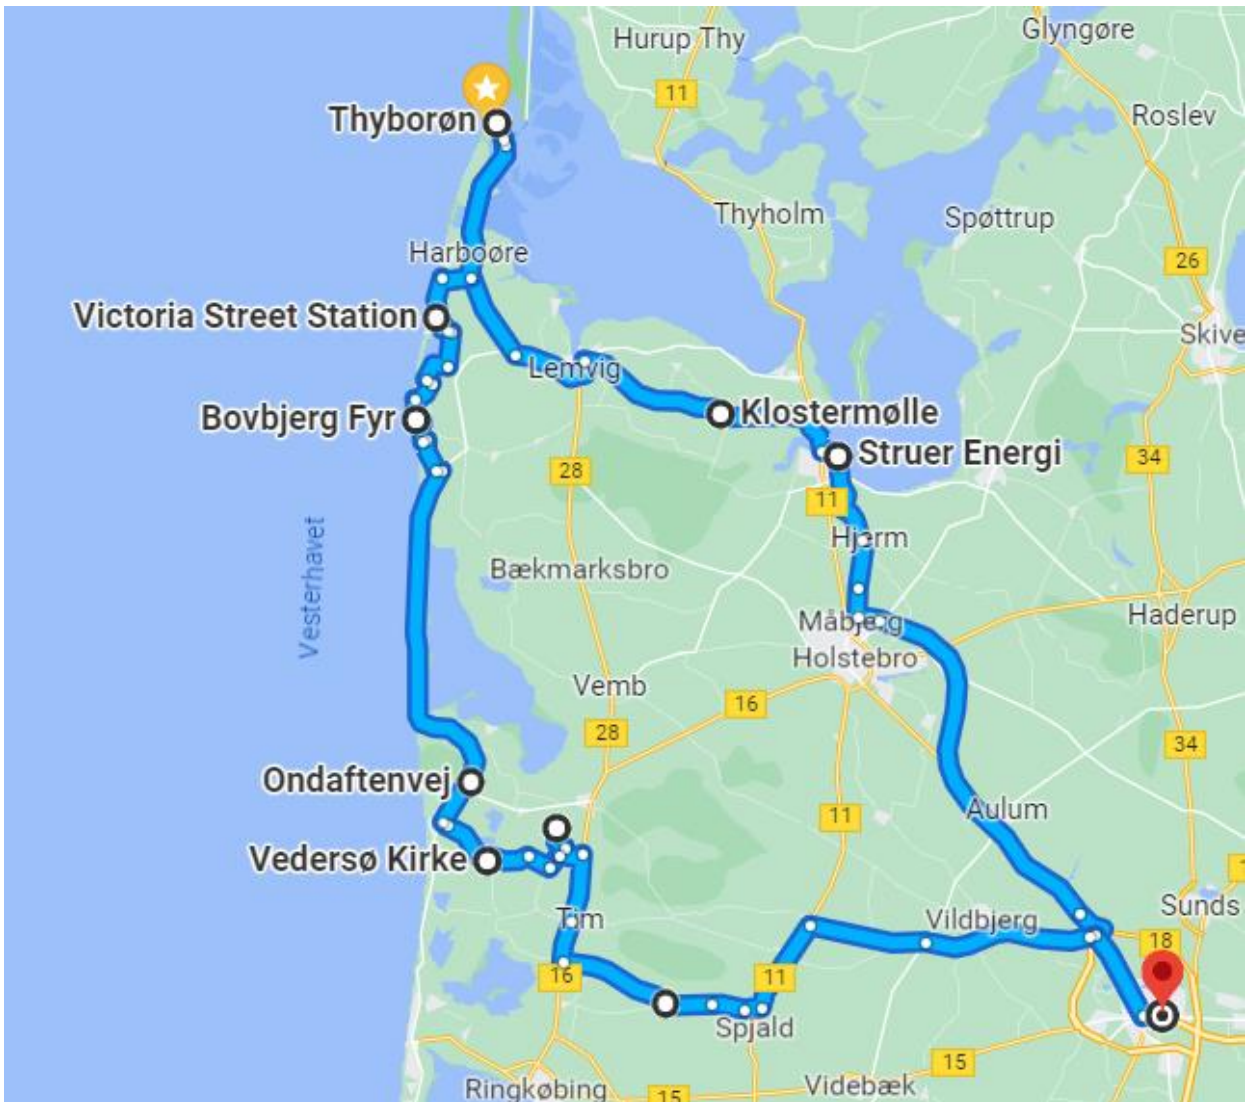 Hurup Thy
Glyngøre
11
Roslev
Thyborøn
Thyholm
Spøttrup
Harboøre
26
Victoria Street Station
Skive
Lemvig
Bovbjerg Fyr
Klostermølle
Struer Energi
34
28
11
Hjerm
Vesterhavet
Bækmarksbro
Haderup
Måbjerg
Holstebro
Vemb
16
28
34
Ondaftenvej
Aulum
11
Vedersø Kirke
Sunds
Tim
Vildbjerg
18
16
11
Spjald
15
Ringkøbing
Videbæk
15